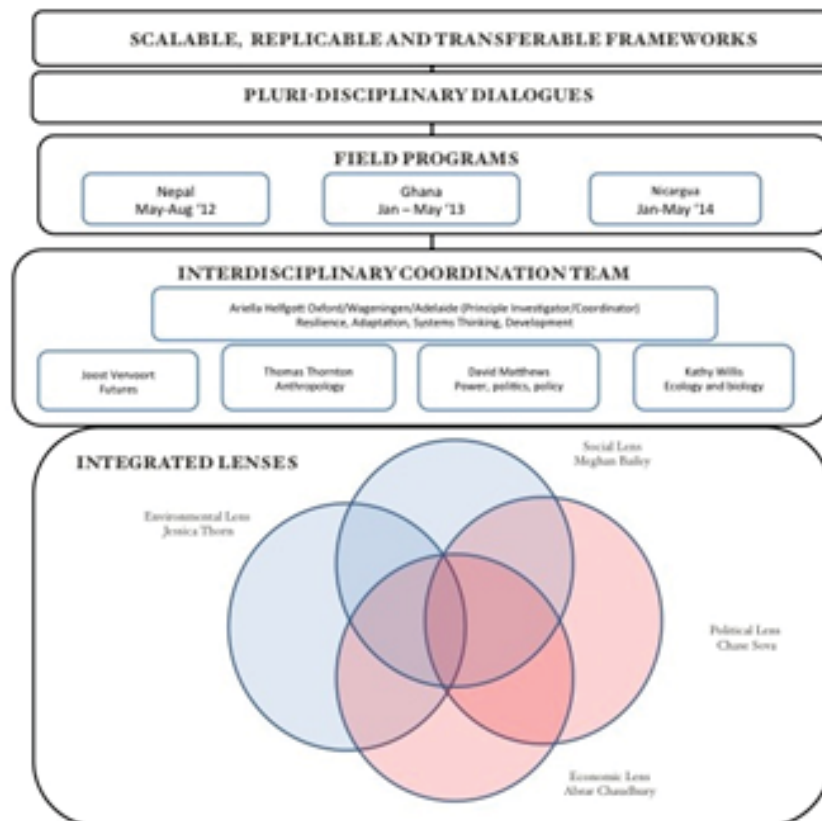 SCALABLE, REPLICABLE AND TRANSFERABLE FRAMEWORKS
PLURI-DISCIPLINARY DIALOGUES
FIELD PROGRAMS
Nepal
May-Aug '12
Ghana
Jan – May '13
Nicargua
Jan-May '14
INTERDISCIPLINARY COORDINATION TEAM
Ariella Helfgott Oxford/Wageningen/Adelaide (Principle Investigator/Coordinator)
Resilience, Adaptation, Systems Thinking, Development
Joost Vervoort
Futures
Thomas Thornton
Anthropology
David Matthews
Power, politics, policy
Kathy Willis
Ecology and biology
INTEGRATED LENSES
Social Lens
Meghan Bailey
Environmental Lens
Jessica Thorn
Political Lens
Chase Sova
Economic Lens
Abrar Chaudhury